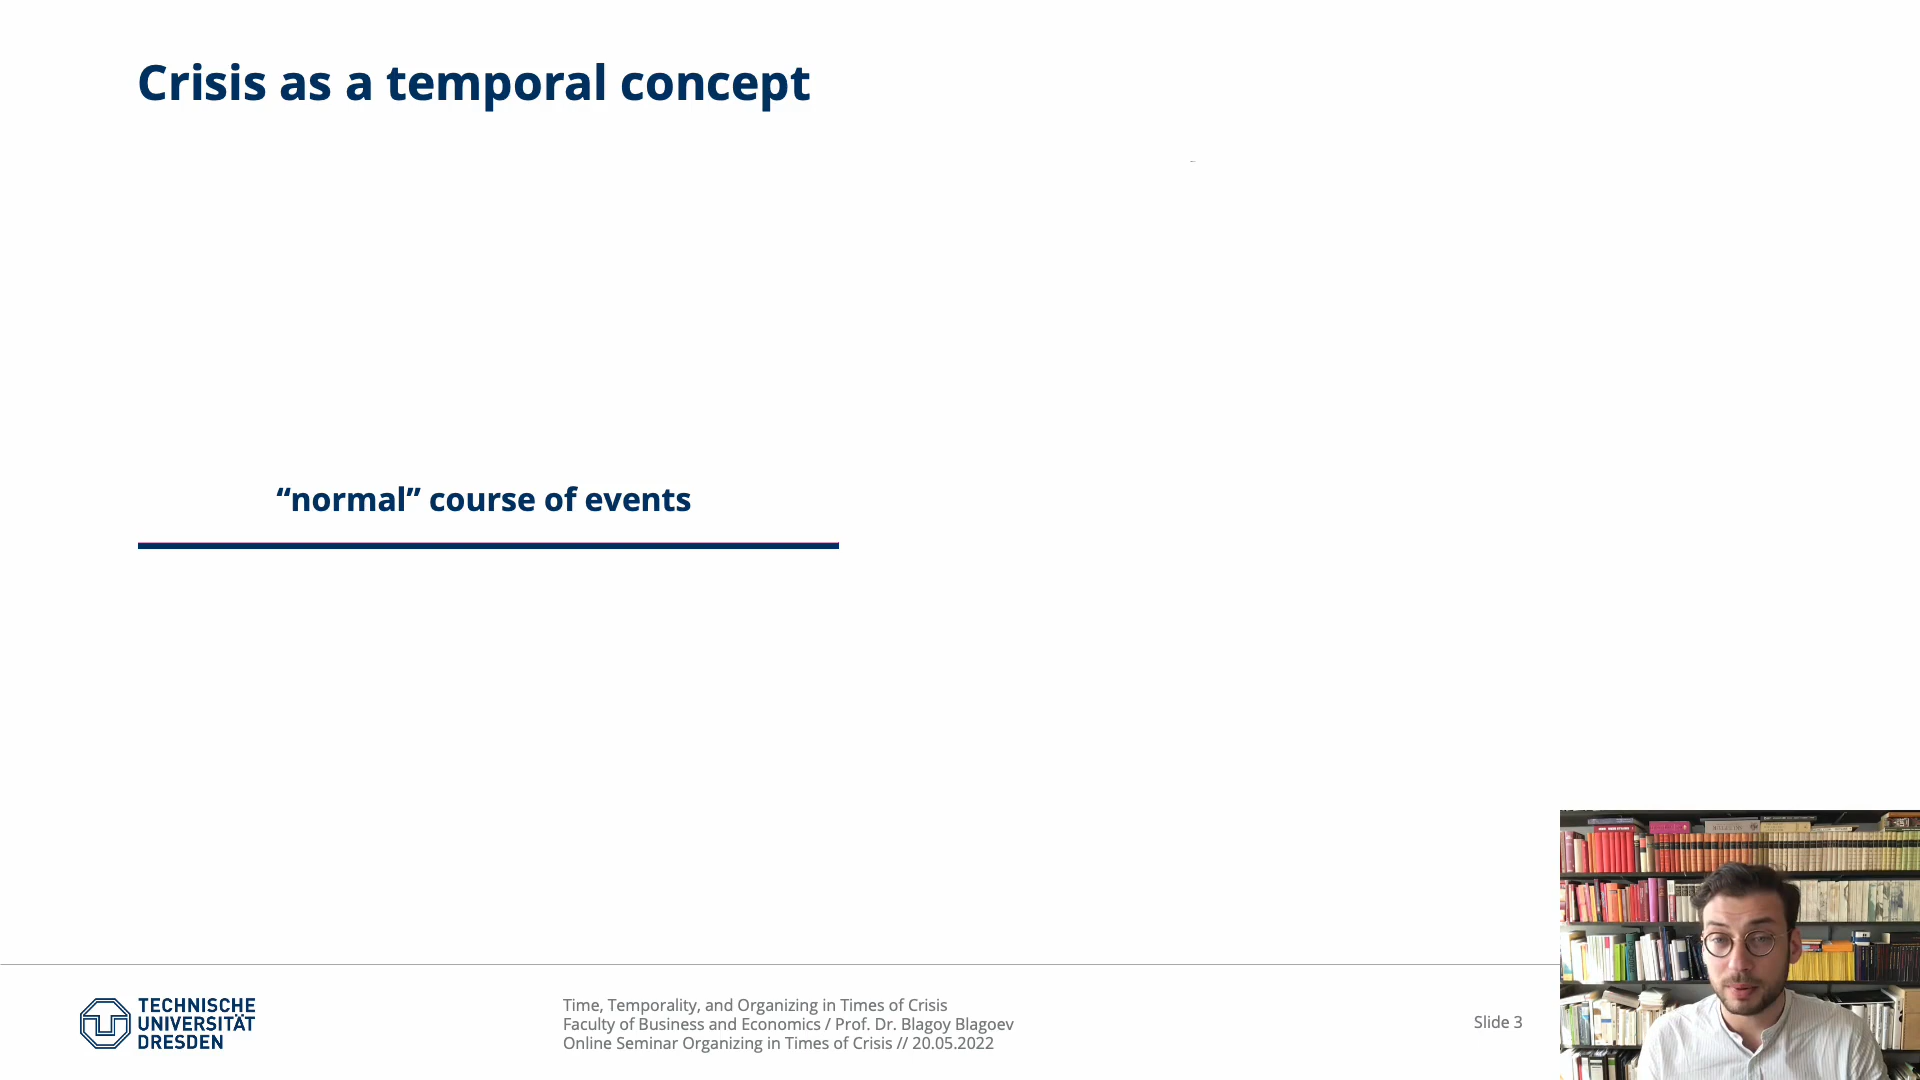 Crisis as a temporal concept
“normal” course of events
TECHNISCHE
UNIVERSITÄT
DRESDEN
Time, Temporality, and Organizing in Times of Crisis
Faculty of Business and Economics / Prof. Dr. Blagoy Blagoev
Online Seminar Organizing in Times of Crisis // 20.05.2022
Slide 3